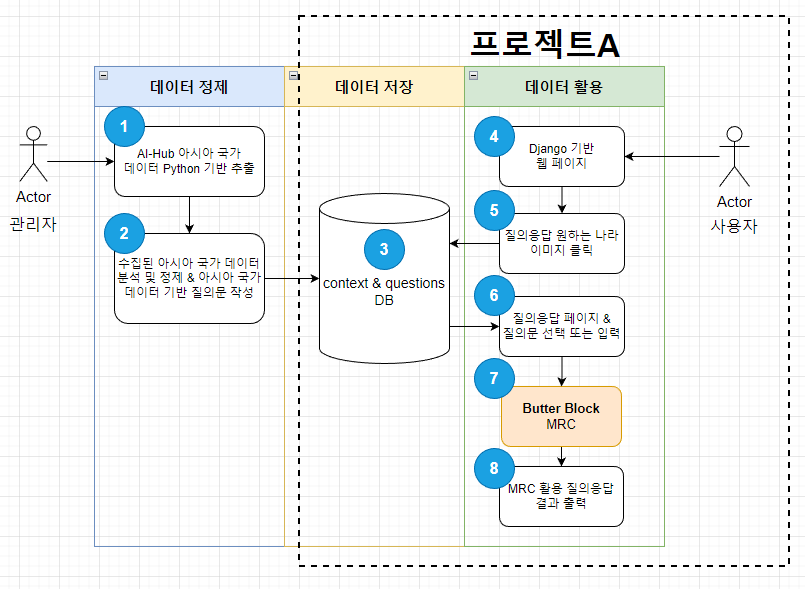 프로젝트A
데이터 정제
데이터 저장
데이터 활용
Actor
관리자
1
AI-Hub 아시아 국가
데이터 Python 기반 추출
2
수집된 아시아 국가 데이터
분석 및 정제 & 아시아 국가
데이터 기반 질의문 작성
3
context & questions
DB
4
Django 기반
웹 페이지
5
질의응답 원하는 나라
이미지 클릭
6
질의응답 페이지 &
질의문 선택 또는 입력
7
Butter Block
MRC
8
MRC 활용 질의응답
결과 출력
Actor
사용자